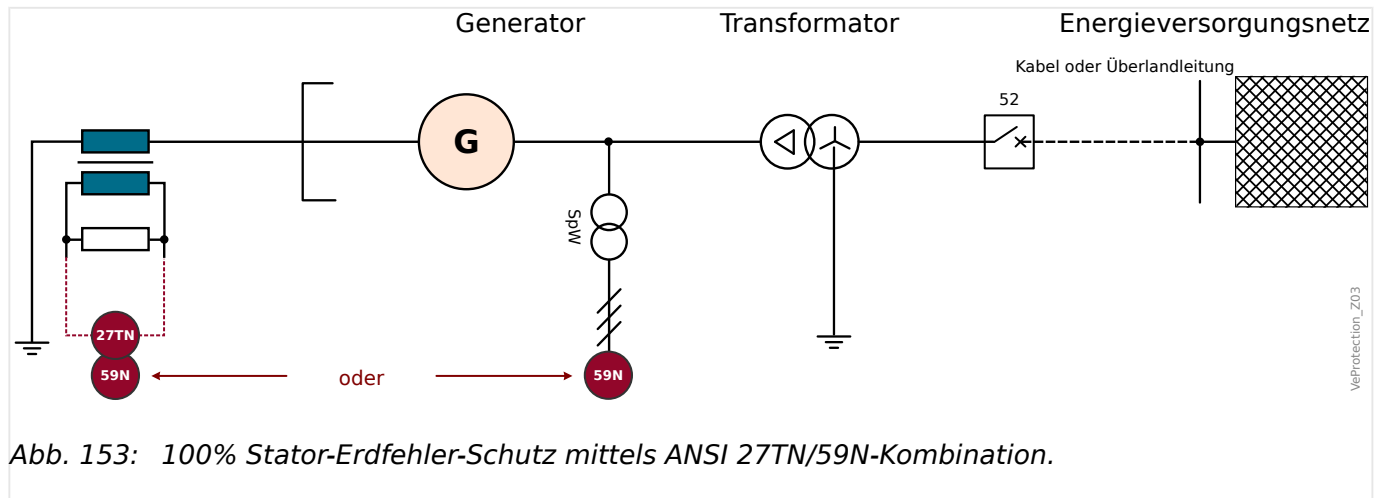 Generator
Transformator
Energieversorgungsnetz
Kabel oder Überlandleitung
52
G
SpW
27TN
59N
oder
59N
VeProtection_Z03
Abb. 153: 100% Stator-Erdfehler-Schutz mittels ANSI 27TN/59N-Kombination.